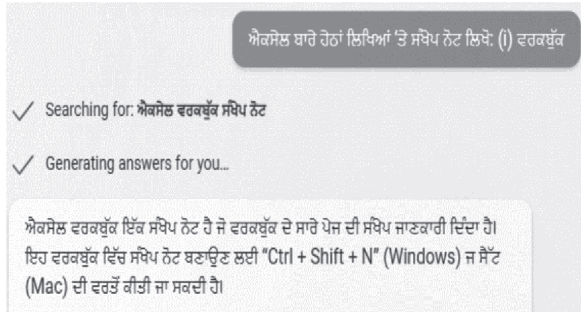 ਐਕਸੇਲ ਬਾਰੇ ਹੇਠਾਂ ਲਿਖਿਆਂ 'ਤੇ ਸੰਖੇਪ ਨੋਟ ਲਿਖੋ: (i) ਵਰਕਬੁੱਕ
Searching for: ਐਕਸੇਲ ਵਰਕਬੁੱਕ ਸੰਖੇਪ ਨੋਟ
Generating answers for you...
ਐਕਸੇਲ ਵਰਕਬੁੱਕ ਇੱਕ ਸੰਖੇਪ ਨੋਟ ਹੈ ਜੋ ਵਰਕਬੁੱਕ ਦੇ ਸਾਰੇ ਪੇਜ ਦੀ ਸੰਖੇਪ ਜਾਣਕਾਰੀ ਦਿੰਦਾ ਹੈ।
ਇਹ ਵਰਕਬੁੱਕ ਵਿੱਚ ਸੰਖੇਪ ਨੋਟ ਬਣਾਉਣ ਲਈ "Ctrl + Shift + N" (Windows) ਜ ਸੈੱਟ
(Mac) ਦੀ ਵਰਤੋਂ ਕੀਤੀ ਜਾ ਸਕਦੀ ਹੈ।